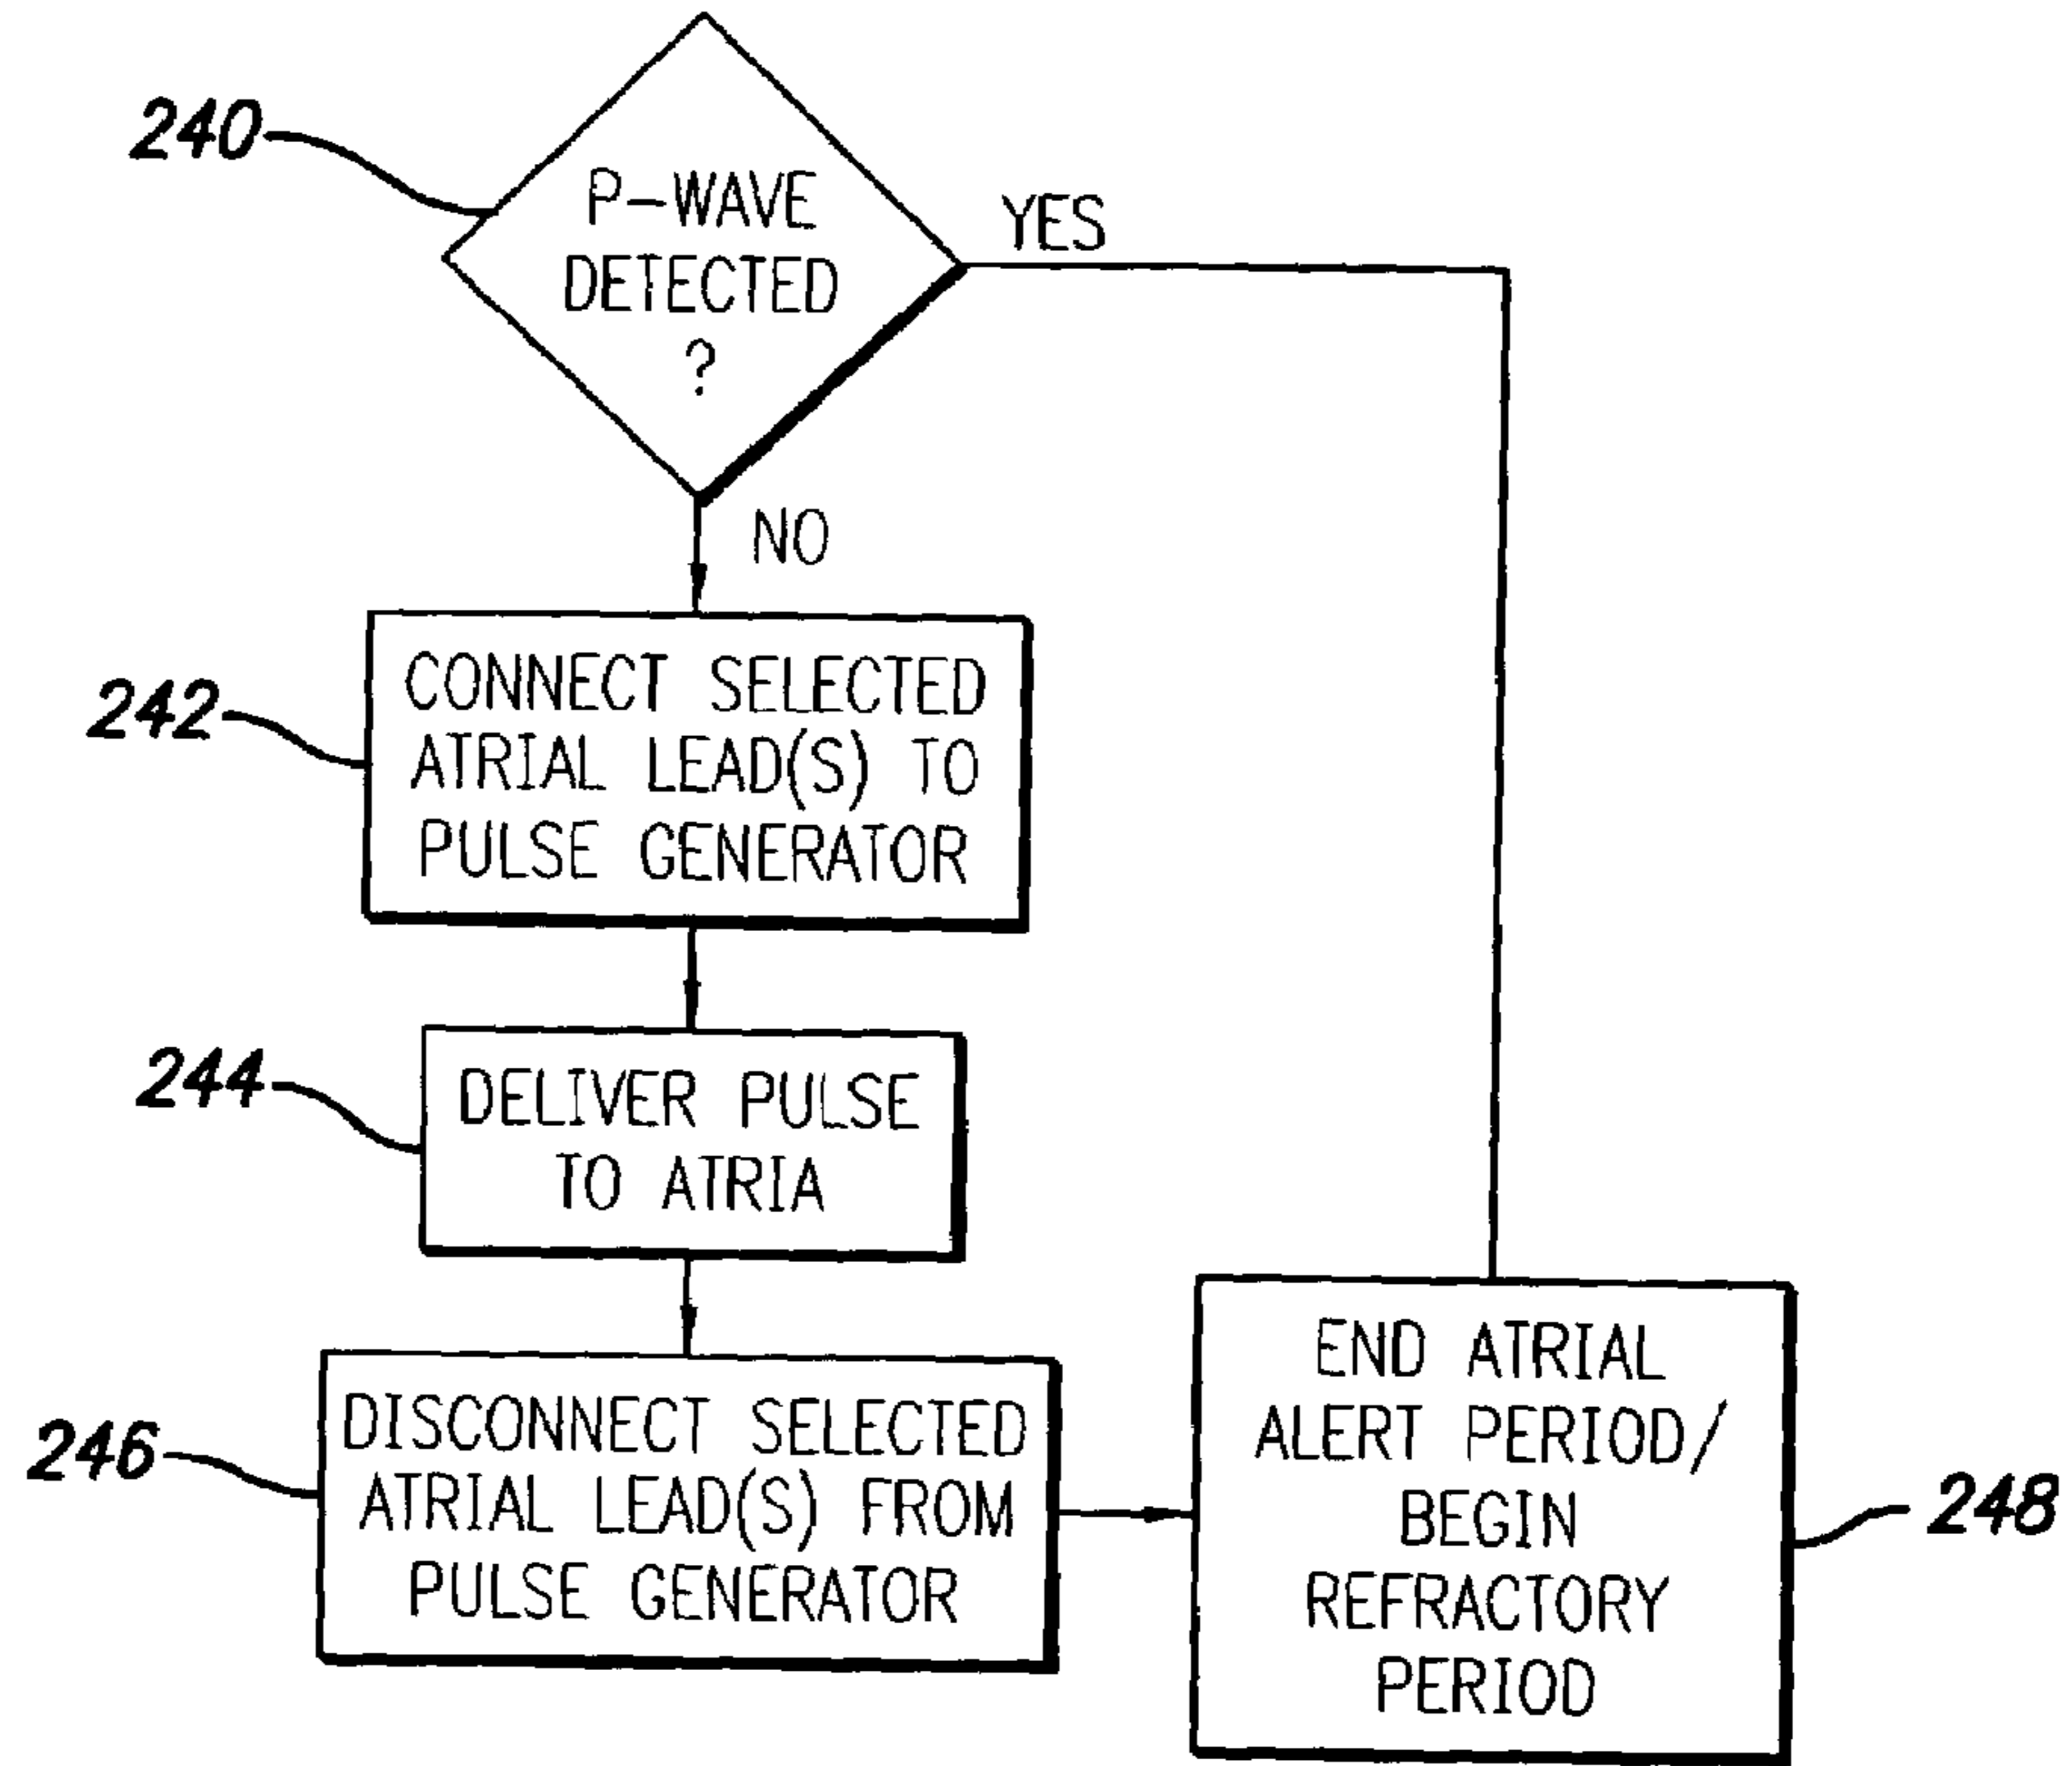 240
P-WAVE
DETECTED
?
YES
NO
242
CONNECT SELECTED
ATRIAL LEAD(S) TO
PULSE GENERATOR
244
DELIVER PULSE
TO ATRIA
246
DISCONNECT SELECTED
ATRIAL LEAD(S) FROM
PULSE GENERATOR
END ATRIAL
ALERT PERIOD/
BEGIN
REFRACTORY
PERIOD
248